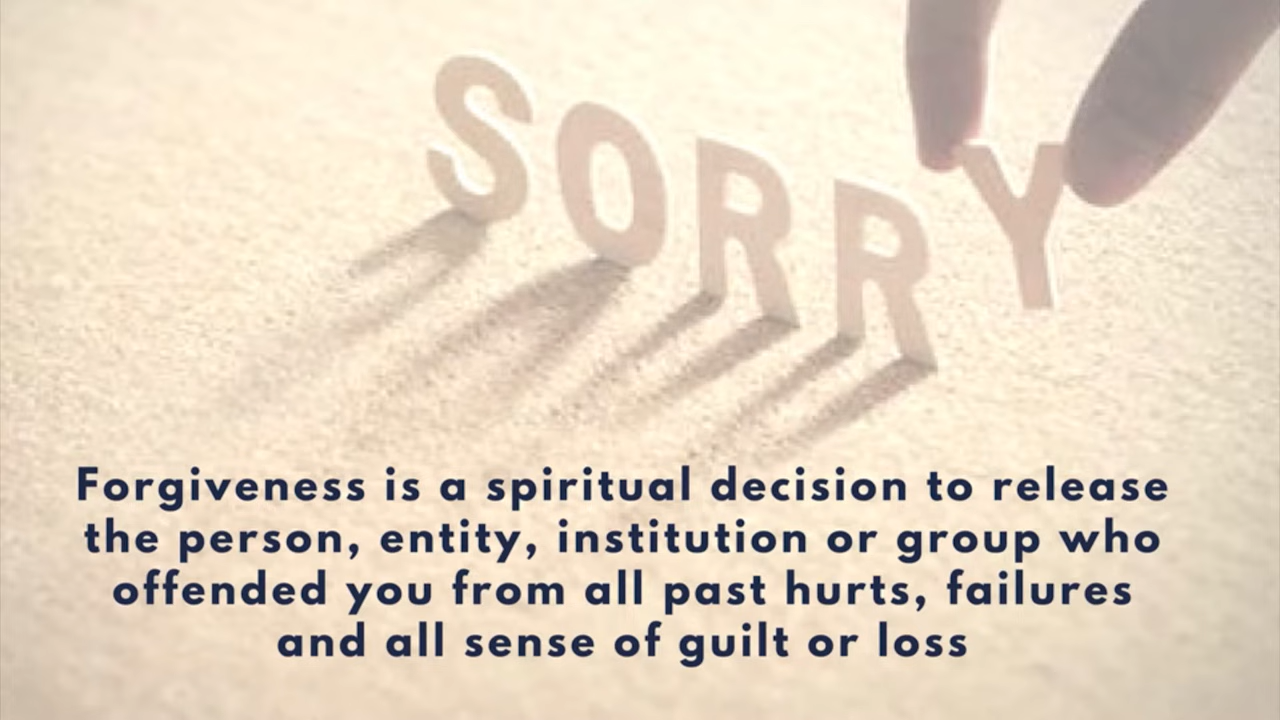 SORRY
Forgiveness is a spiritual decision to release
the person, entity, institution or group who
offended you from all past hurts, failures
and all sense of guilt or loss